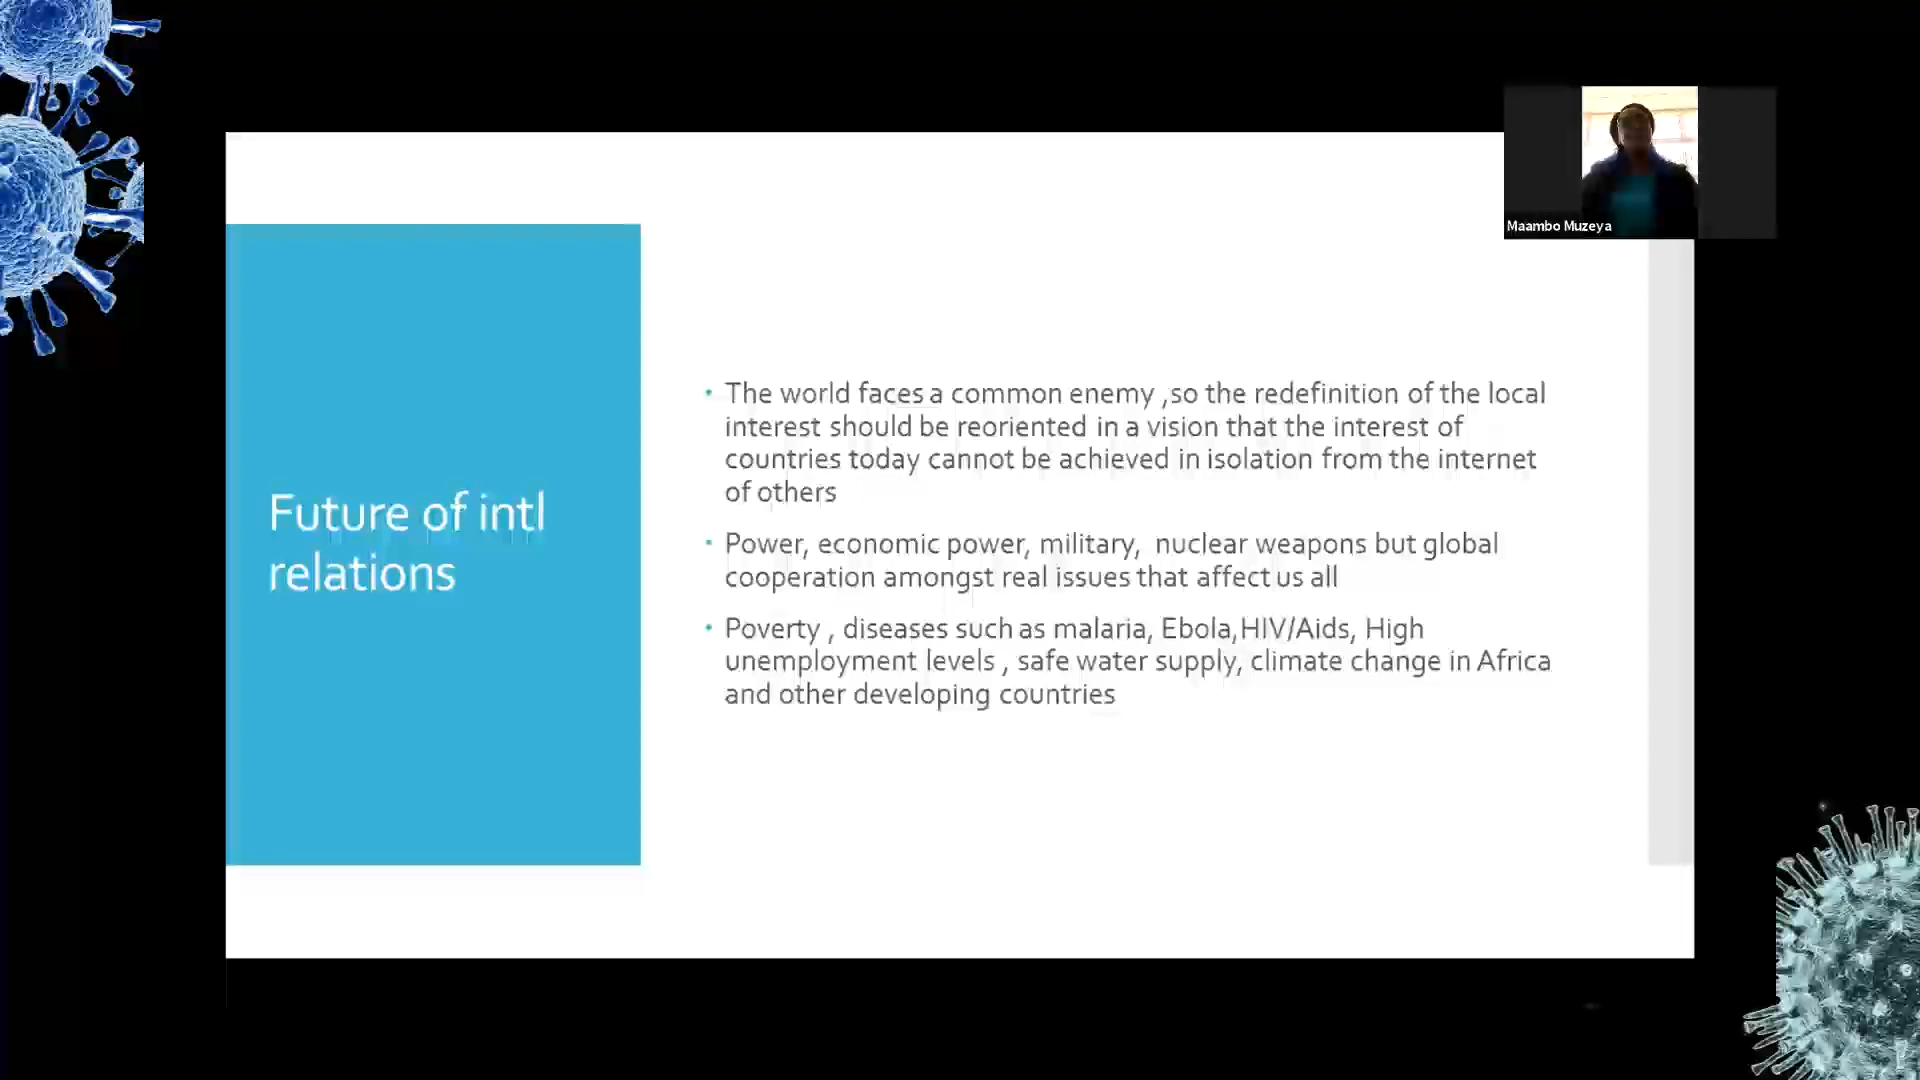 Maambo Muzeya
Future of intl
relations
• The world faces a common enemy ,so the redefinition of the local
interest should be reoriented in a vision that the interest of
countries today cannot be achieved in isolation from the internet
of others
• Power, economic power, military,  nuclear weapons but global
cooperation amongst real issues that affect us all
• Poverty , diseases such as malaria, Ebola,HIV/Aids, High
unemployment levels , safe water supply, climate change in Africa
and other developing countries